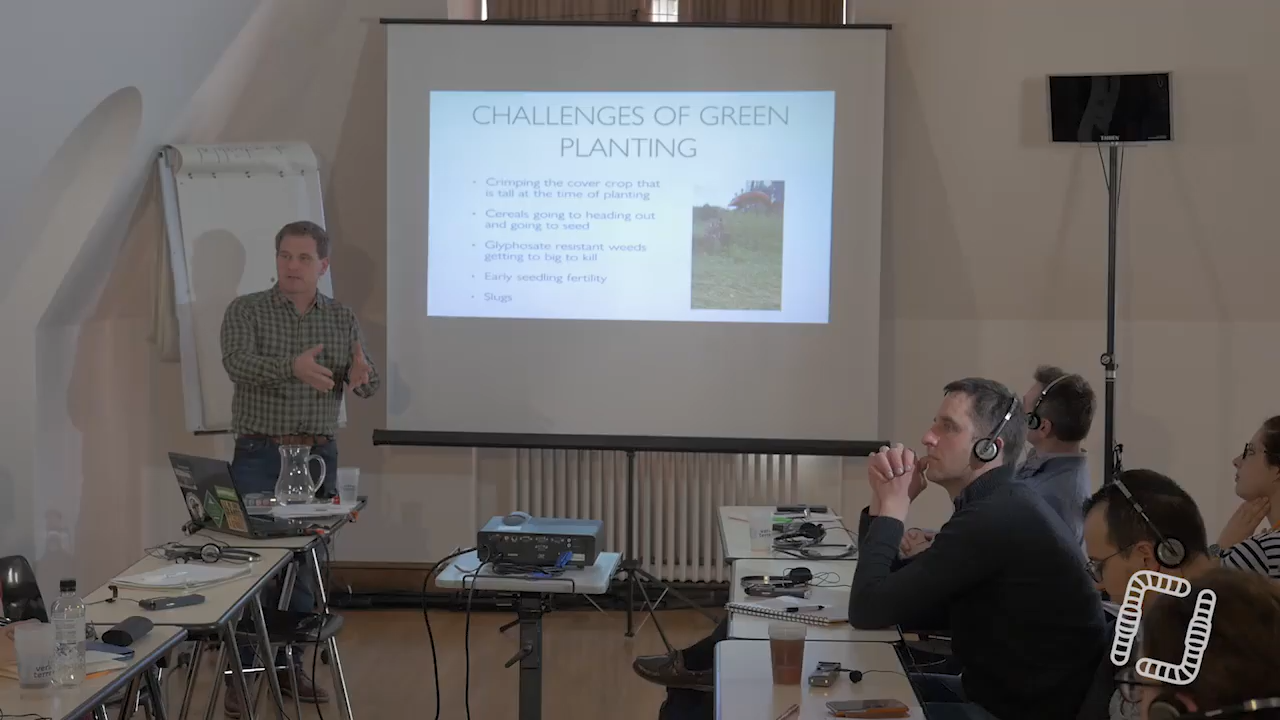 CHALLENGES OF GREEN
PLANTING
• Crimping the cover crop that
is tall at the time of planting
• Cereals going to heading out
and going to seed
• Glyphosate resistant weeds
getting to big to kill
• Early seedling fertility
• Slugs